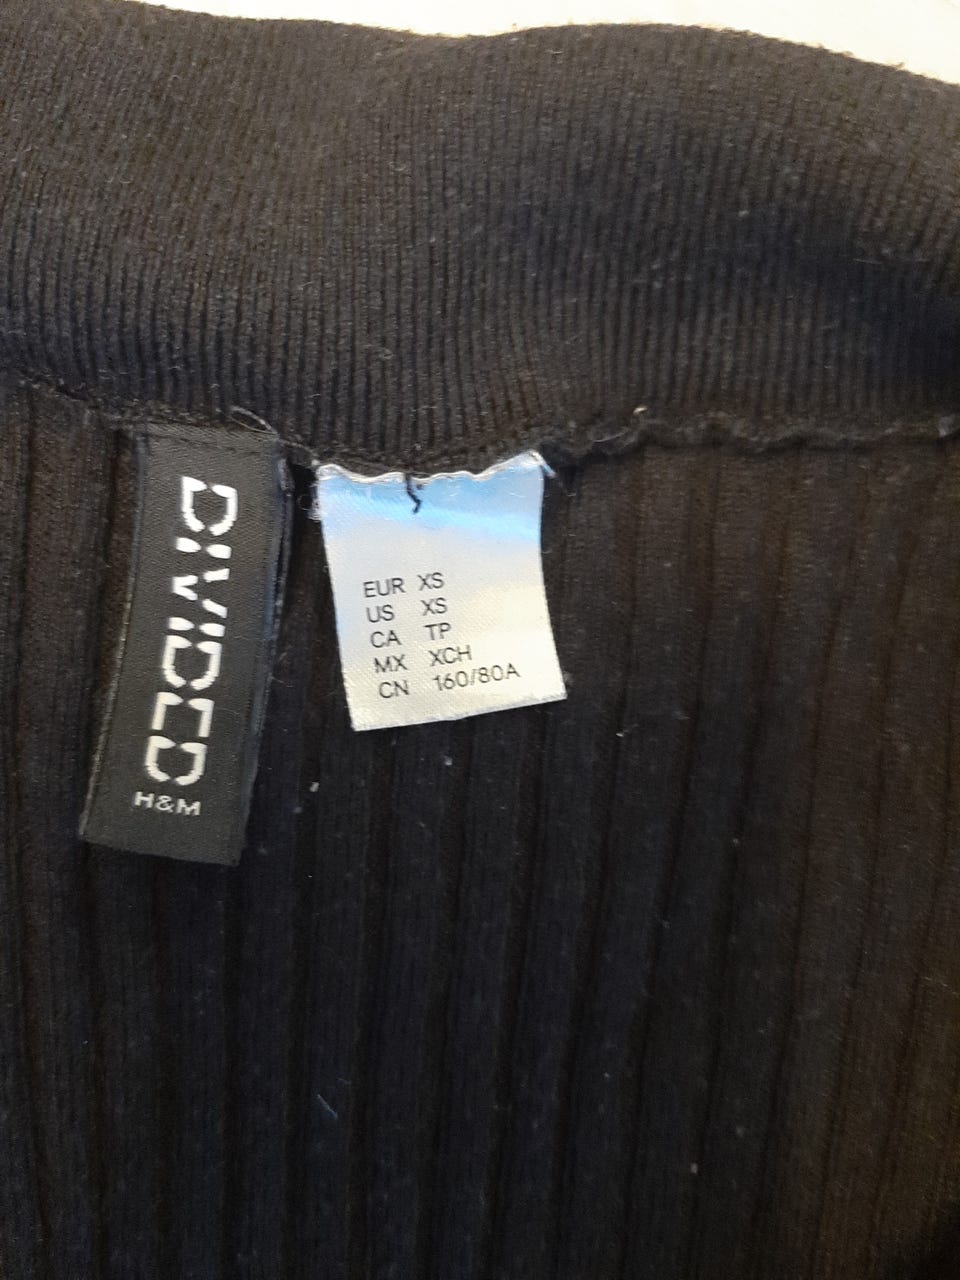 DIVIDED
H&M
EUR XS
US XS
CA TP
MX XCH
CN 160/80A